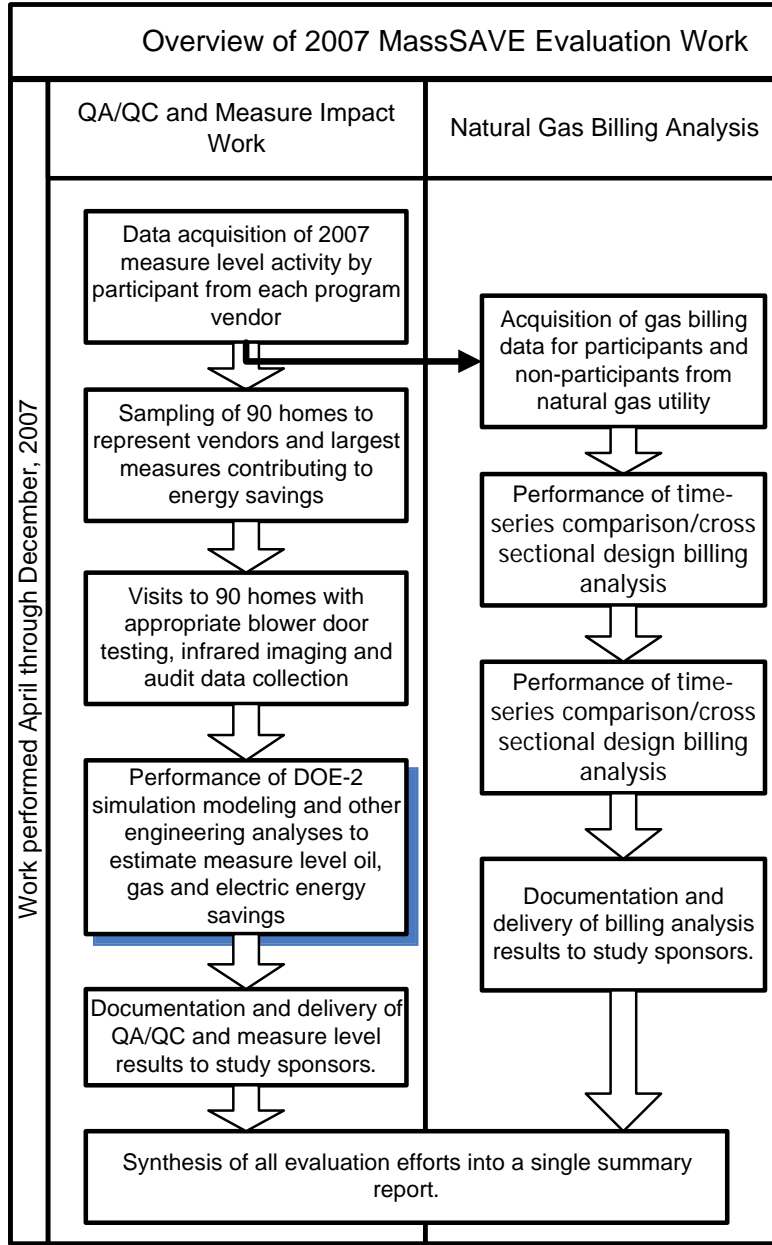 Overview of 2007 MassSAVE Evaluation Work
Work performed April through December, 2007
QA/QC and Measure Impact
Work
Data acquisition of 2007
measure level activity by
participant from each program
vendor
Sampling of 90 homes to
represent vendors and largest
measures contributing to
energy savings
Visits to 90 homes with
appropriate blower door
testing, infrared imaging and
audit data collection
Performance of DOE-2
simulation modeling and other
engineering analyses to
estimate measure level oil,
gas and electric energy
savings
Documentation and delivery of
QA/QC and measure level
results to study sponsors.
Natural Gas Billing Analysis
Acquisition of gas billing
data for participants and
non-participants from
natural gas utility
Performance of time-
series comparison/cross
sectional design billing
analysis
Performance of time-
series comparison/cross
sectional design billing
analysis
Documentation and
delivery of billing analysis
results to study sponsors.
Synthesis of all evaluation efforts into a single summary
report.